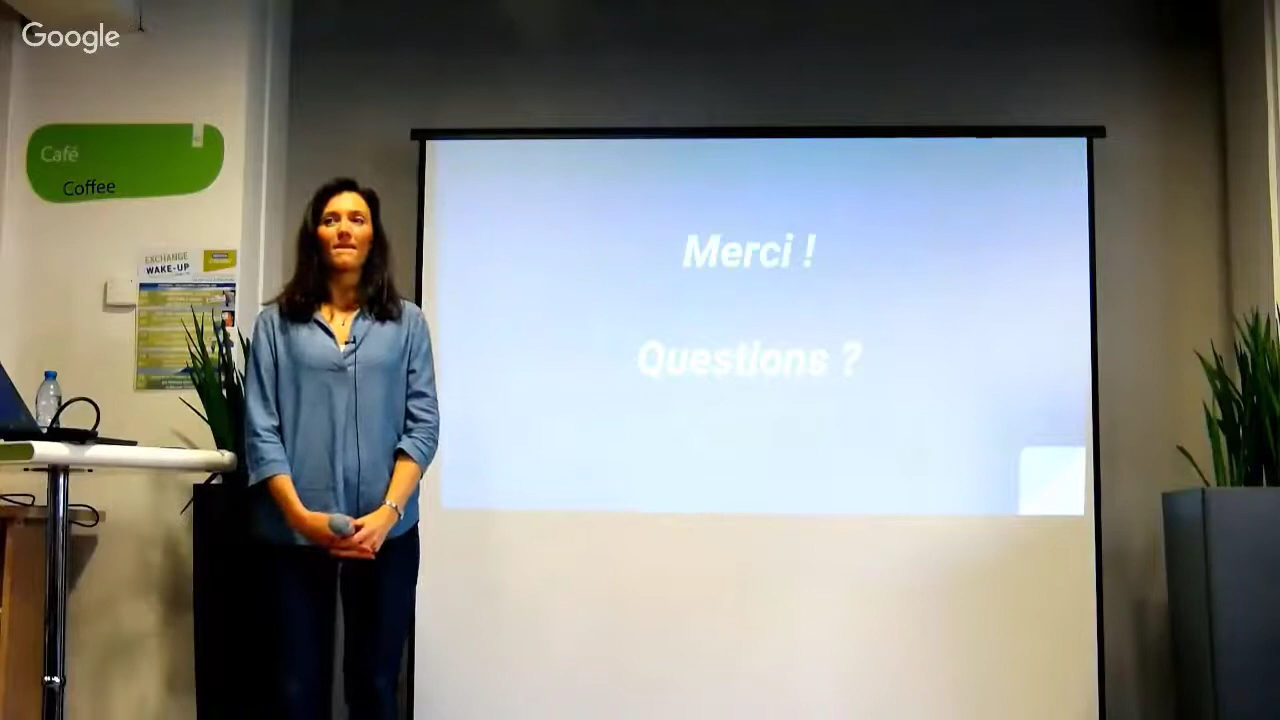 Google
Café
Coffee
EXCHANGE
WAKE-UP
Merci !
Questions ?